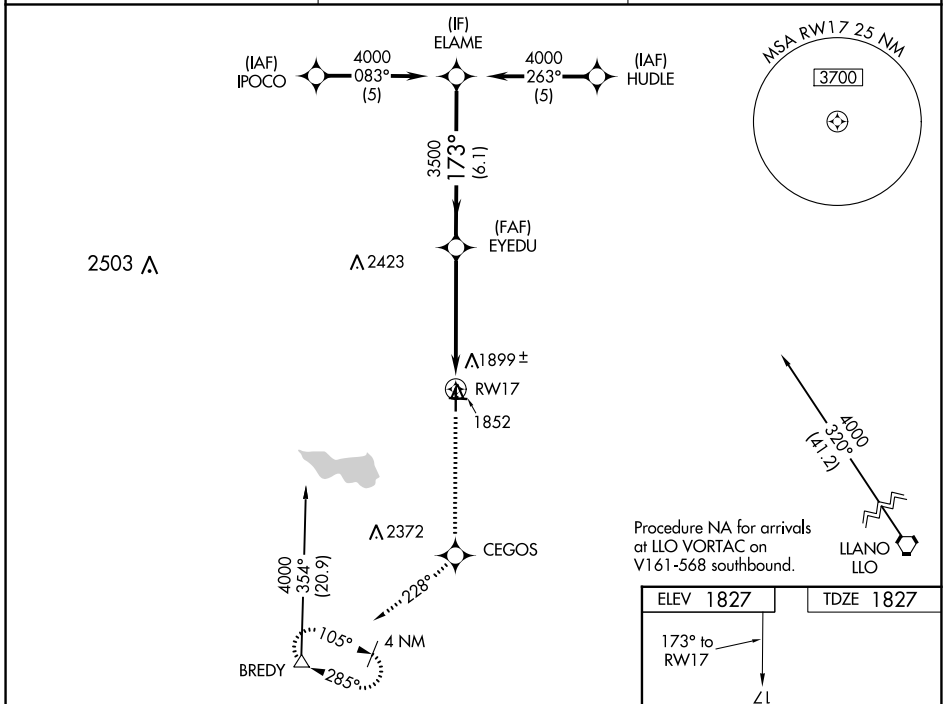 MSA RW17 25 NM
3700
(IAF)
IPOCO
4000
083°
(5)
(IF)
ELAME
4000
263°
(5)
(IAF)
HUDLE
3500
173°
(6.1)
(FAF)
EYEDU
2503
2423
1899±
RW17
1852
2372
CEGOS
228°
4000
354°
(20.9)
105°
4 NM
285°
BREDY
4000
320°
(41.2)
LLANO
LLO
Procedure NA for arrivals
at LLO VORTAC on
V161-568 southbound.
ELEV 1827
TDZE 1827
173° to
RW17
17